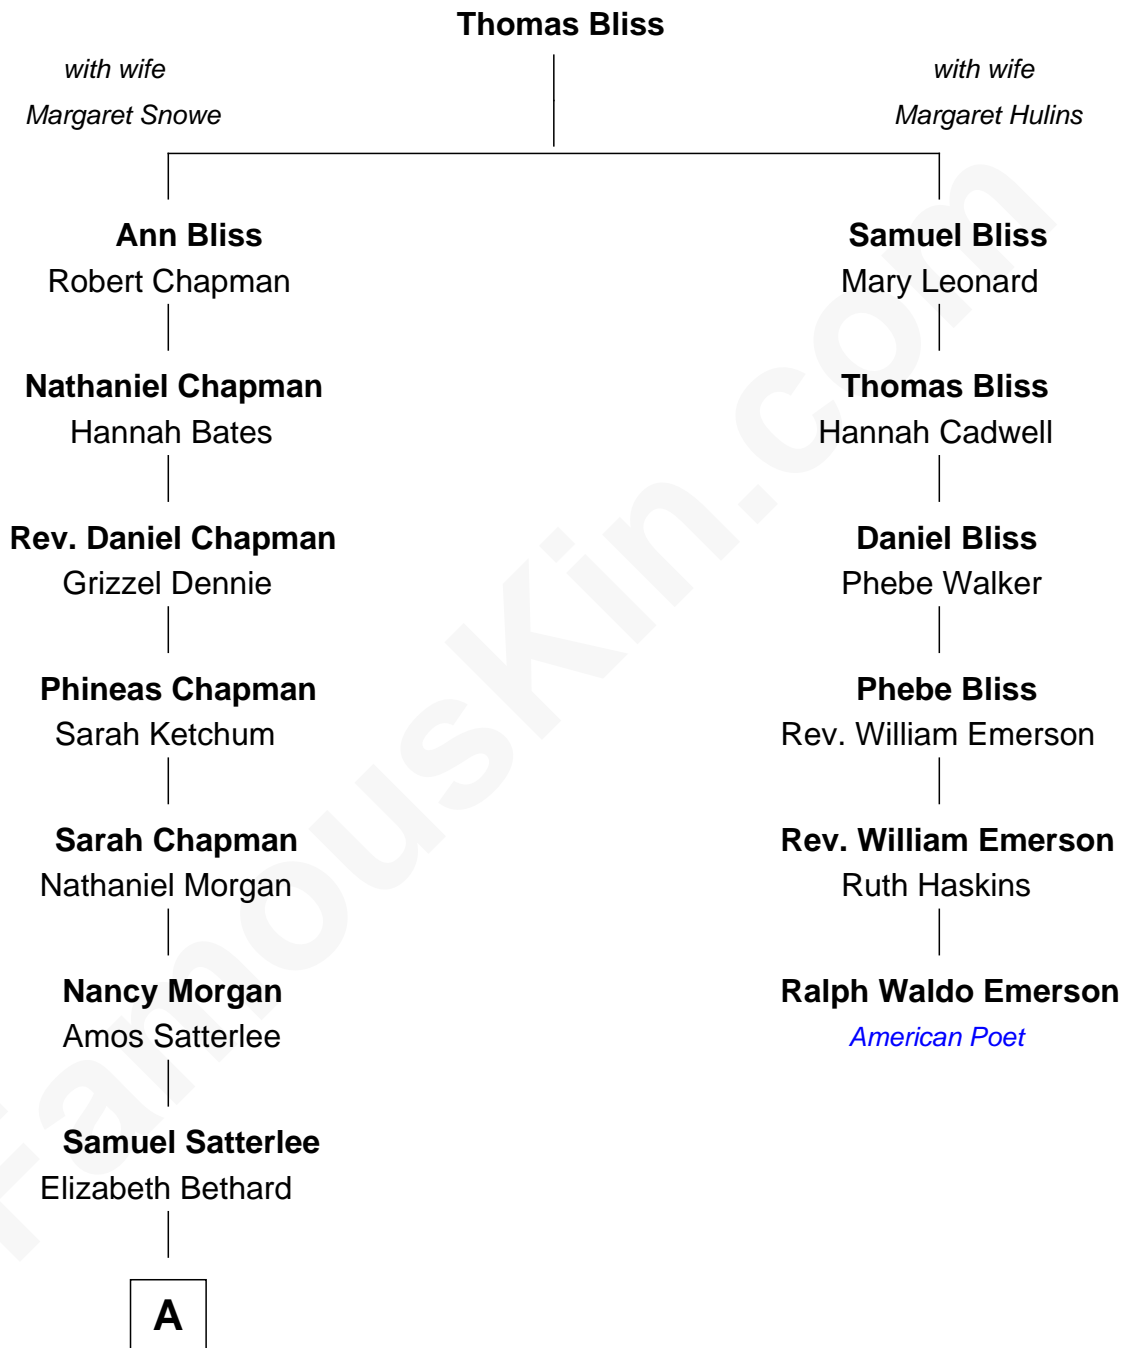 Thomas Bliss
with wife
Margaret Snowe
with wife
Margaret Hulins
Ann Bliss
Robert Chapman
Samuel Bliss
Mary Leonard
Nathaniel Chapman
Hannah Bates
Thomas Bliss
Hannah Cadwell
Rev. Daniel Chapman
Grizzel Dennie
Daniel Bliss
Phebe Walker
Phineas Chapman
Sarah Ketchum
Phebe Bliss
Rev. William Emerson
Sarah Chapman
Nathaniel Morgan
Rev. William Emerson
Ruth Haskins
Nancy Morgan
Amos Satterlee
Ralph Waldo Emerson
American Poet
Samuel Satterlee
Elizabeth Bethard
A
FamousKin.com